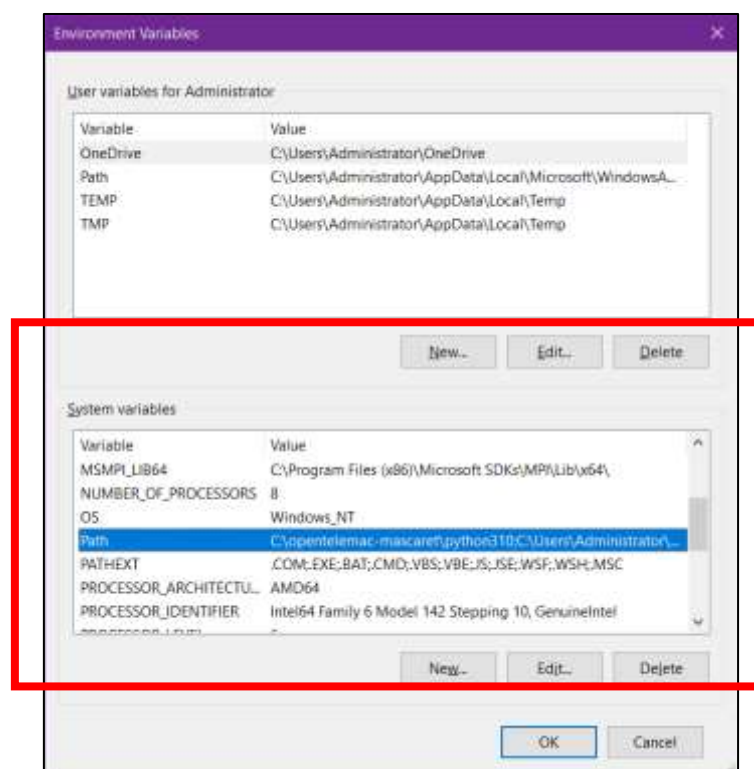 Environment Variables
User variables for Administrator
Variable Value
OneDrive C:\Users\Administrator\OneDrive
Path C:\Users\Administrator\AppData\Local\Microsoft\WindowsA...
TEMP C:\Users\Administrator\AppData\Local\Temp
TMP C:\Users\Administrator\AppData\Local\Temp
New... Edit... Delete
System variables
Variable Value
MSMPI_LIB64 C:\Program Files (x86)\Microsoft SDKs\MPI\Lib\x64\
NUMBER_OF_PROCESSORS 8
OS Windows_NT
Path C:\opentelemac-mascaret\python310;C:\Users\Administrator\...
PATHEXT .COM;.EXE;.BAT;.CMD;.VBS;.VBE;.JS;.JSE;.WSF;.WSH;.MSC
PROCESSOR_ARCHITECTU... AMD64
PROCESSOR_IDENTIFIER Intel64 Family 6 Model 142 Stepping 10, GenuineIntel
New... Edit... Delete
OK Cancel